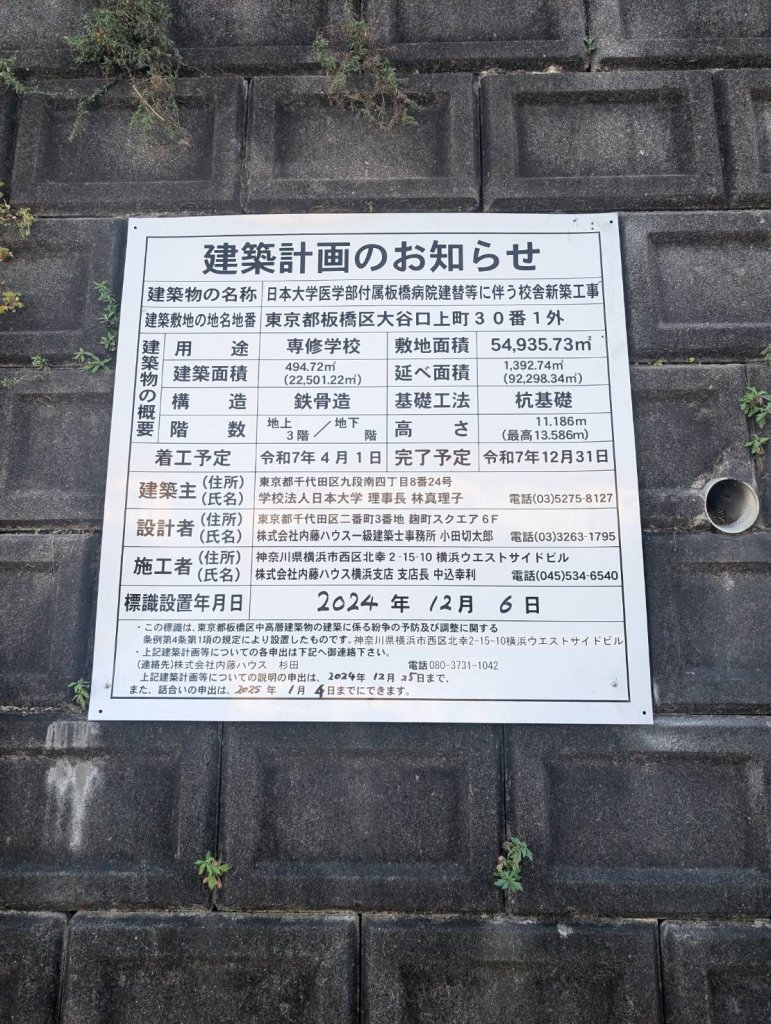 建築計画のお知らせ
建築物の名称 日本大学医学部付属板橋病院建替等に伴う校舎新築工事
建築敷地の地名地番 東京都板橋区大谷口上町30番1外
建築物の概要
用途 専修学校 敷地面積 54,935.73㎡
建築面積 494.72㎡ (22,501.22㎡) 延べ面積 1,392.74㎡ (92,298.34㎡)
構造 鉄骨造 基礎工法 杭基礎
階数 地上3階/地下 階 高さ 11.186m (最高13.586m)
着工予定 令和7年4月1日 完了予定 令和7年12月31日
建築主 (住所) 東京都千代田区九段南四丁目8番24号
(氏名) 学校法人日本大学 理事長 林真理子 電話(03)5275-8127
設計者 (住所) 東京都千代田区二番町3番地 麹町スクエア6F
(氏名) 株式会社内藤ハウス一級建築士事務所 小田切太郎 電話(03)3263-1795
施工者 (住所) 神奈川県横浜市西区北幸2-15-10 横浜ウエストサイドビル
(氏名) 株式会社内藤ハウス横浜支店 支店長 中込幸利 電話(045)534-6540
標識設置年月日 2024年12月6日
・この標識は、東京都板橋区中高層建築物の建築に係る紛争の予防及び調整に関する
条例第4条第1項の規定により設置したものです。神奈川県横浜市西区北幸2-15-10横浜ウエストサイドビル
・上記建築計画等についての各申出は下記へ御連絡下さい。
(連絡先)株式会社内藤ハウス 杉田 電話080-3731-1042
上記建築計画等についての説明の申出は、2024年12月25日まで、
また、話合いの申出は、2025年1月4日までにできます。